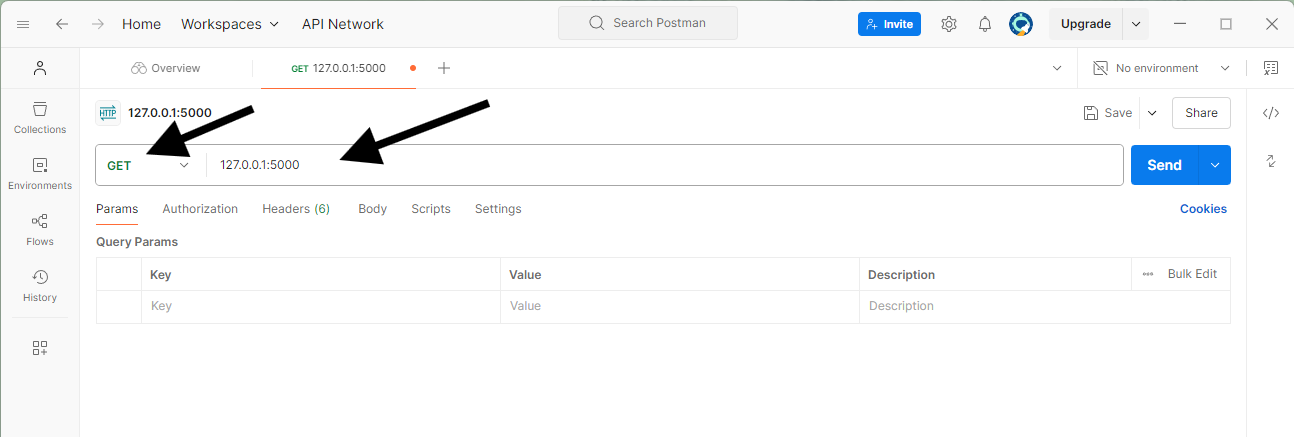 Home Workspaces API Network Search Postman Invite Upgrade
Overview GET 127.0.0.1:5000 No environment
HTTP 127.0.0.1:5000 Save Share
Collections
GET 127.0.0.1:5000 Send
Environments
Params Authorization Headers (6) Body Scripts Settings Cookies
Flows
Query Params
Key Value Description Bulk Edit
History
Key Value Description